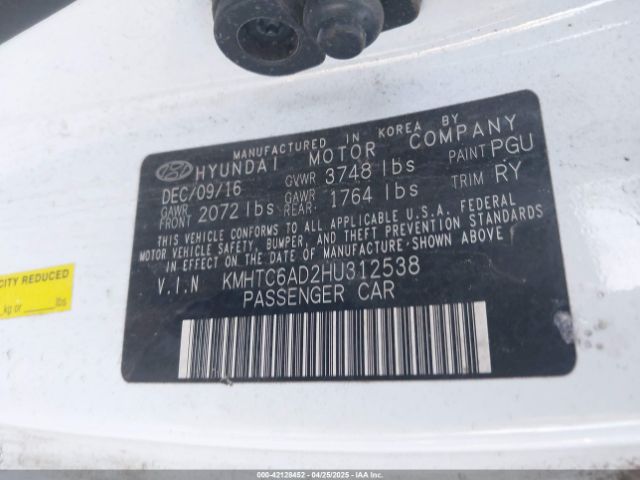 MANUFACTURED IN KOREA BY
HYUNDAI MOTOR COMPANY
DEC/09/16 GVWR 3748 lbs PAINT PGU
GAWR FRONT 2072 lbs GAWR REAR: 1764 lbs TRIM RY
THIS VEHICLE CONFORMS TO ALL APPLICABLE U.S.A. FEDERAL
MOTOR VEHICLE SAFETY, BUMPER, AND THEFT PREVENTION STANDARDS
IN EFFECT ON THE DATE OF MANUFACTURE SHOWN ABOVE.
V.I.N KMHTC6AD2HU312538
PASSENGER CAR
CITY REDUCED
kg or lbs
000-42128452 - 04/25/2025 - IAAI.com